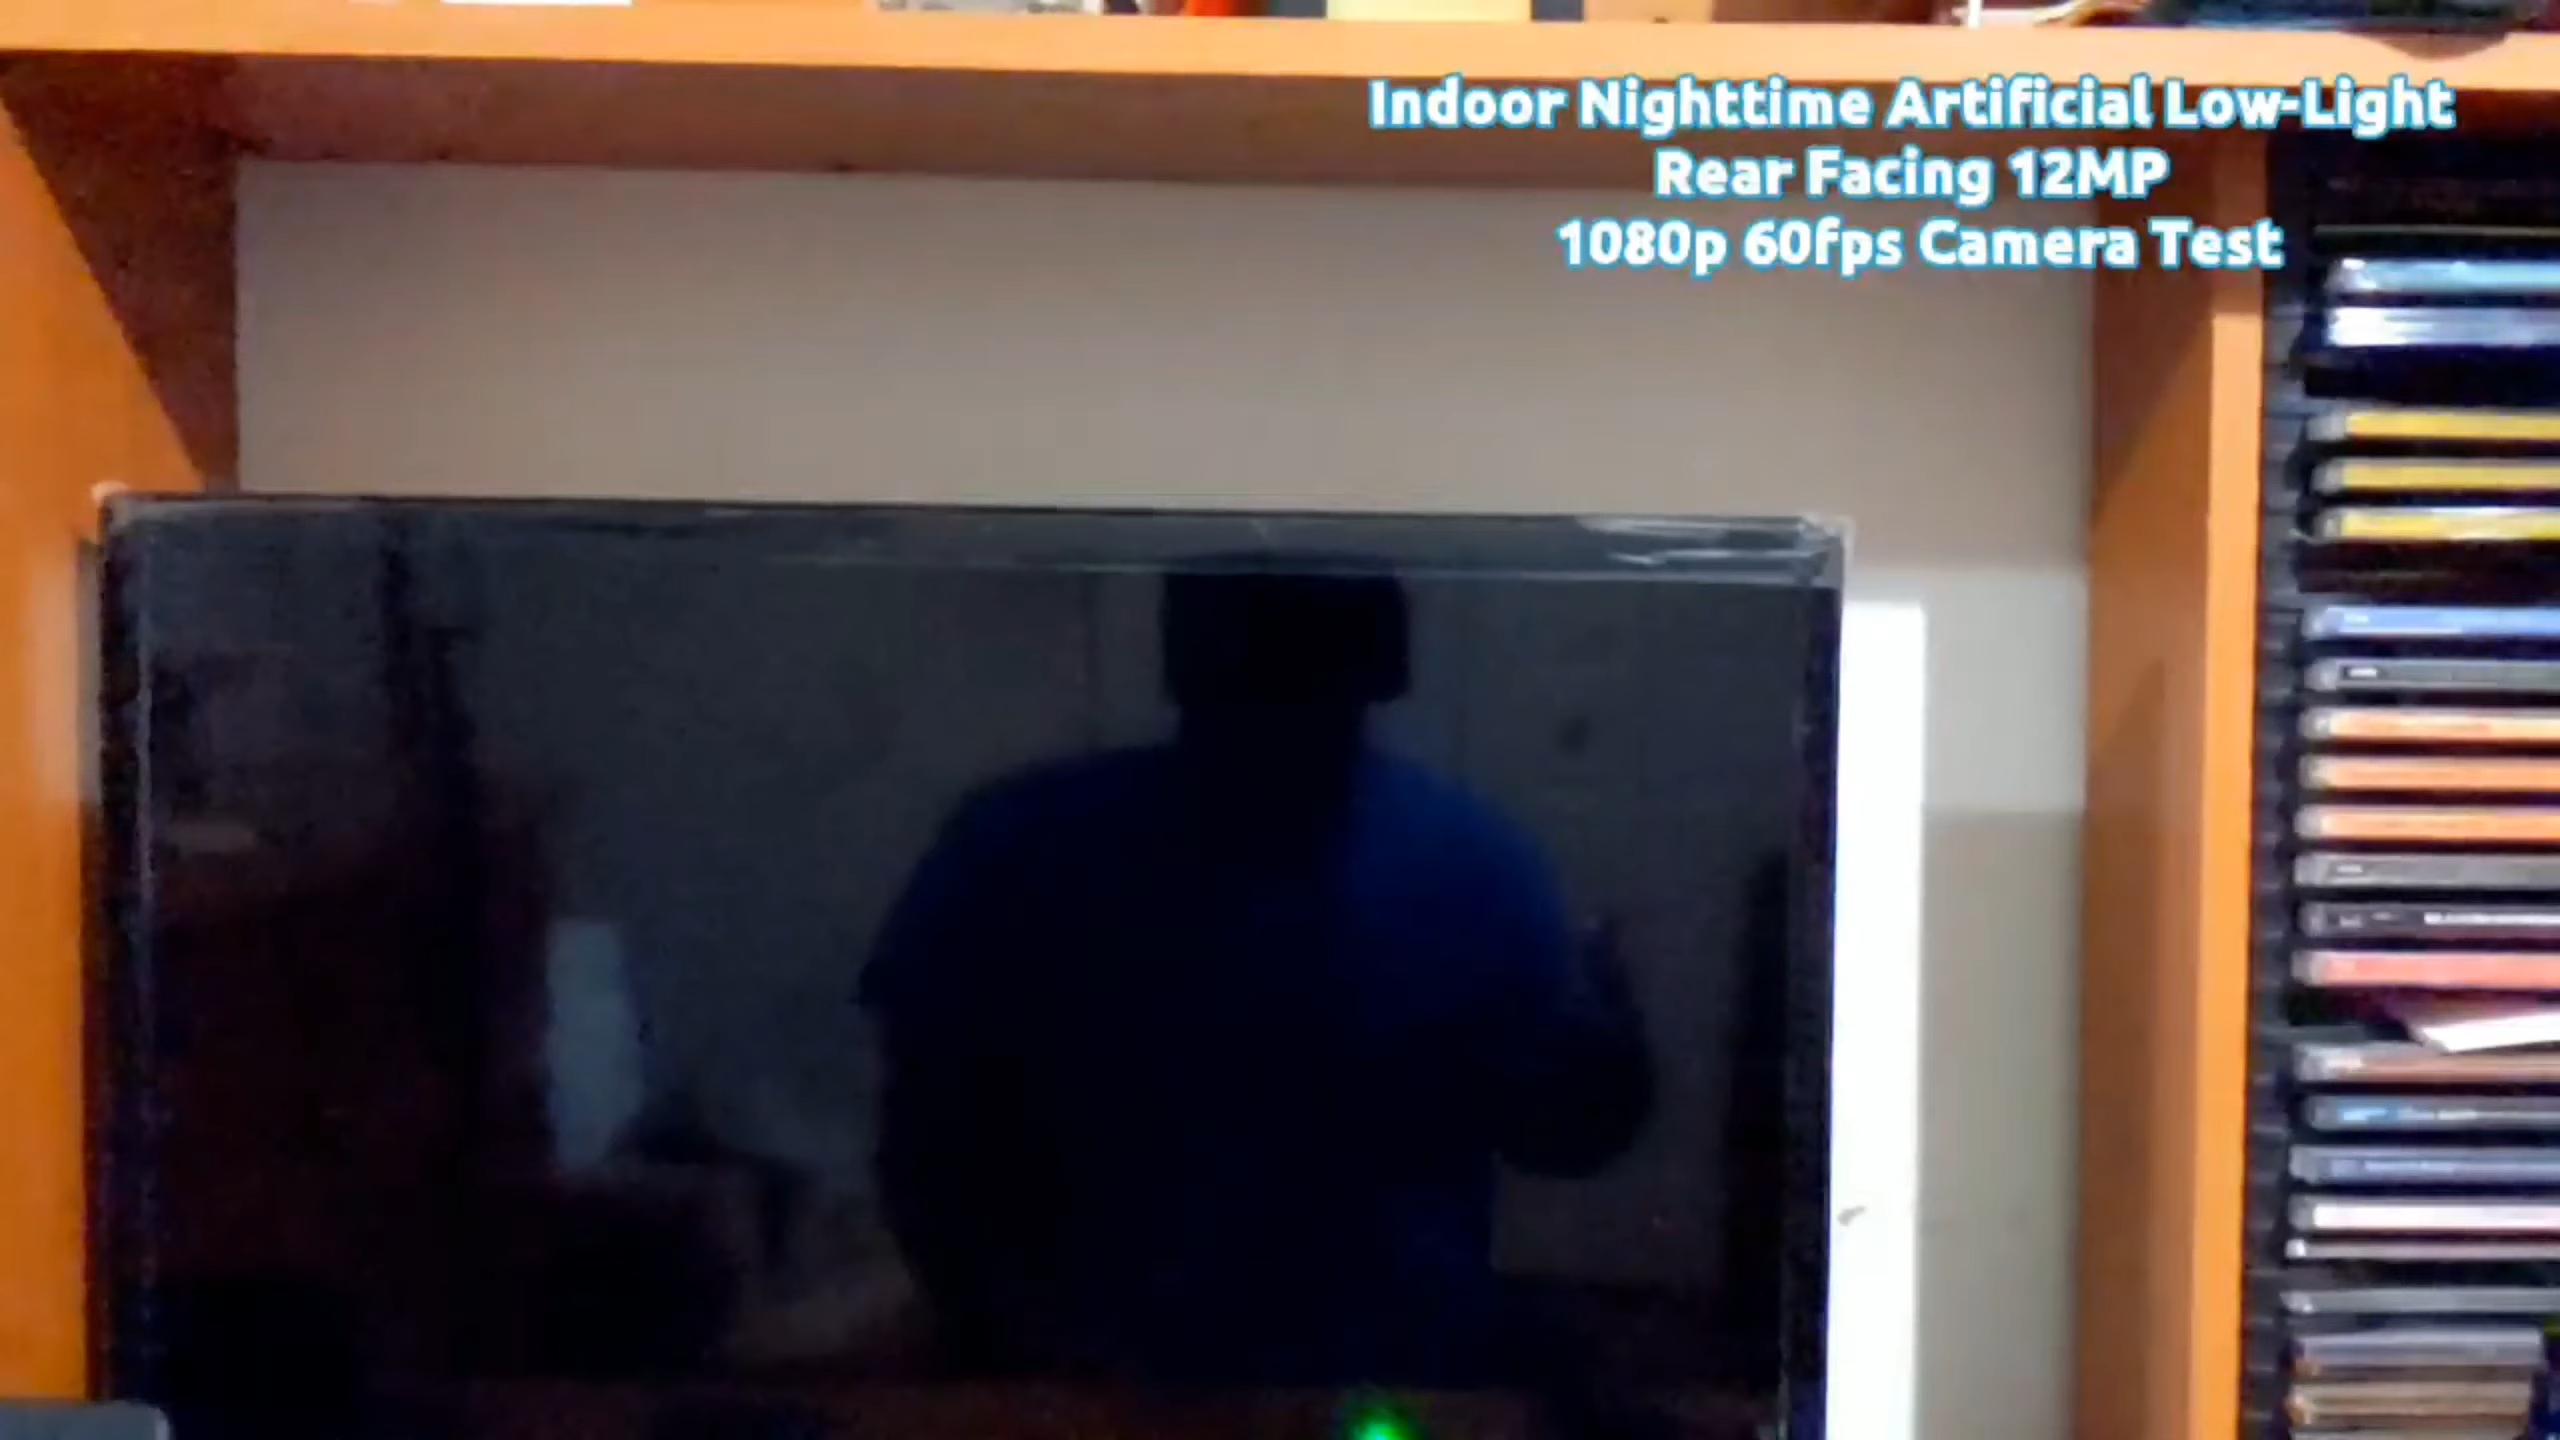 Indoor Nighttime Artificial Low-Light
Rear Facing 12MP
1080p 60fps Camera Test